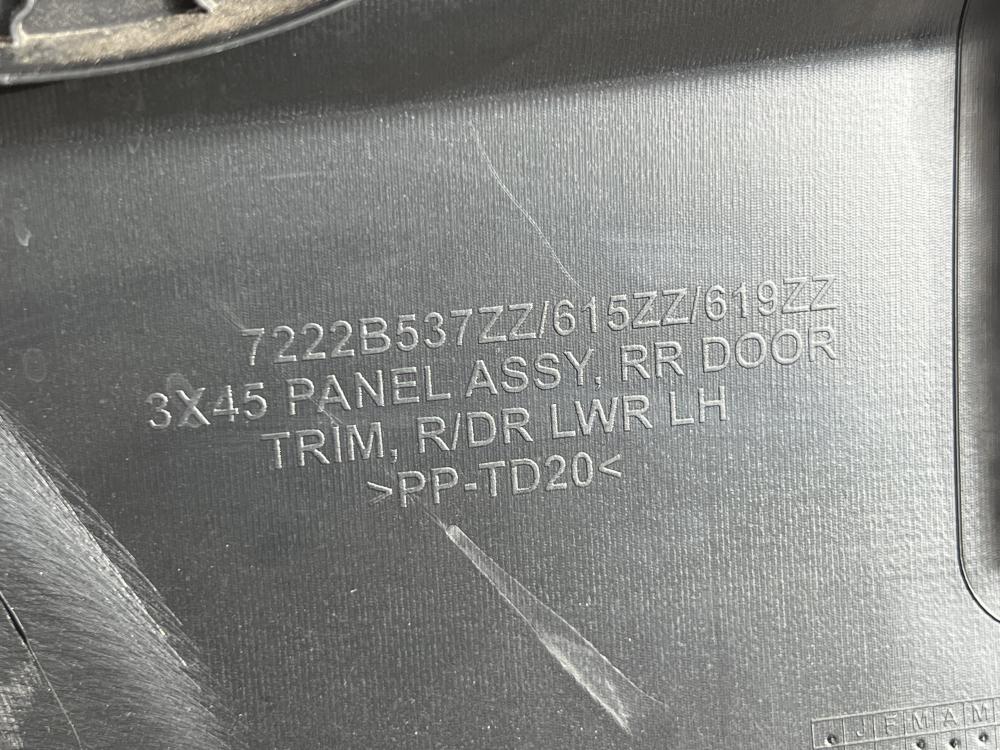 7222B537ZZ/615ZZ/619ZZ
3X45 PANEL ASSY, RR DOOR
TRIM, R/DR LWR LH
>PP-TD20<
J F M A M